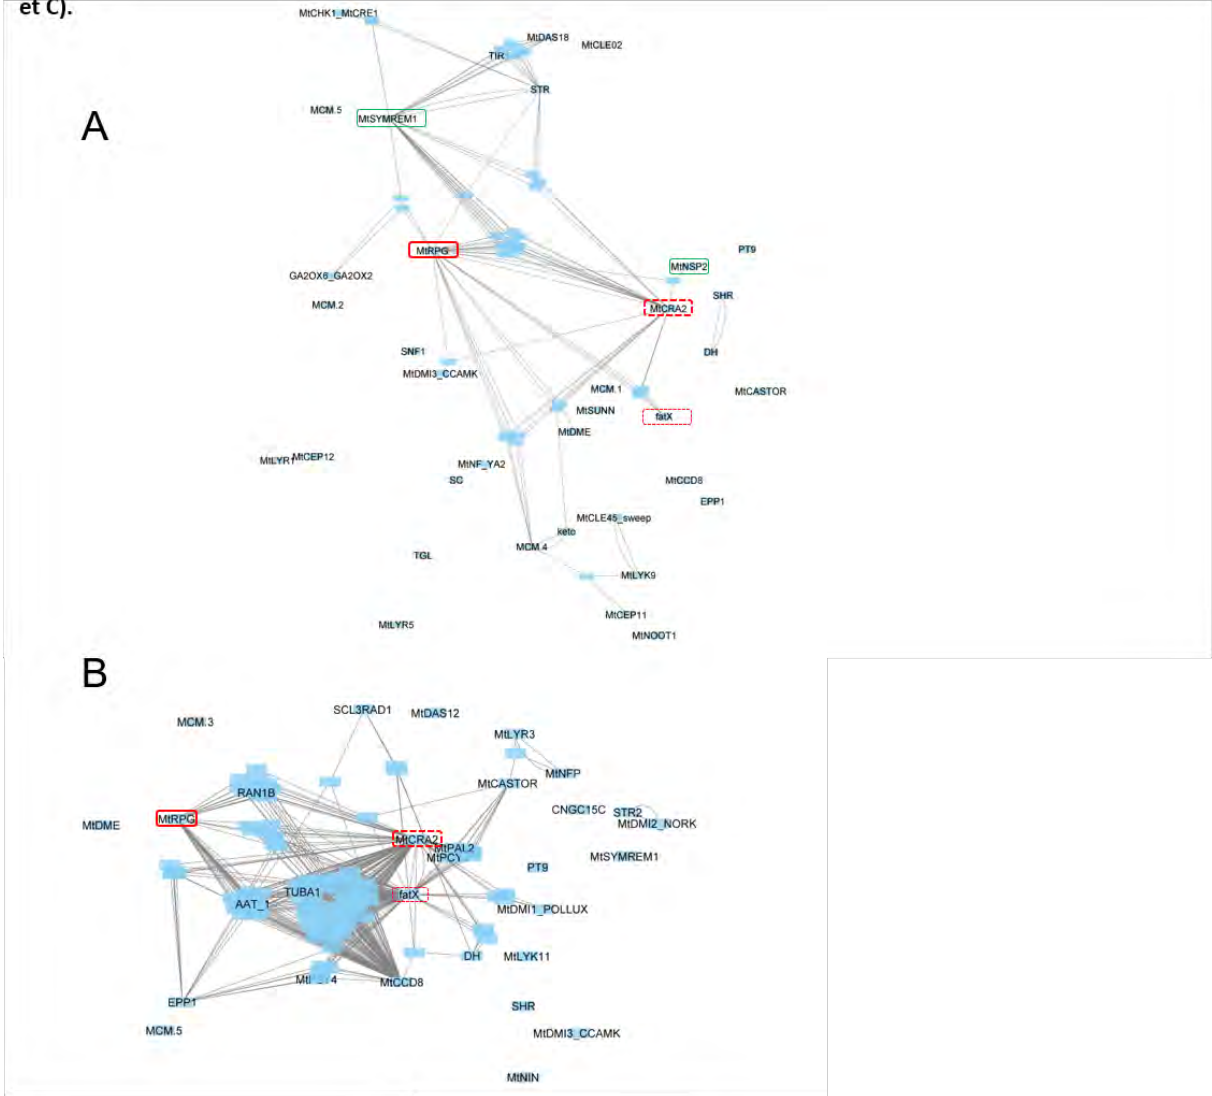 et C).
MtCHK1_MtCRE1
MtDAS18
MtCLE02
TIR
STR
A
MCM.5
MtSYMREM1
MtRPG
PT9
MtNSP2
GA2OX6_GA2OX2
SHR
MCM.2
MtCRA2
SNF1
DH
MtDMI3_CCAMK
MCM.1
MtCASTOR
MtSUNN
fatX
MtDME
MtLYR1
MtCEP12
MtNF_YA2
SC
MtCCD8
EPP1
MtCLE45_sweep
keto
MCM.4
TGL
MtLYK9
MtCEP11
MtLYR5
MtNOOT1
B
SCL3RAD1
MtDAS12
MCM.3
MtLYR3
MtNFP
MtCASTOR
RAN1B
CNGC15C
STR2
MtRPG
MtDMI2_NORK
MtDME
MtCRA2
MtPAL2
MtPCY
MtSYMREM1
PT9
TUBA1
fatX
AAT_1
MtDMI1_POLLUX
DH
MtLYK11
MtCCD8
EPP1
SHR
MCM.5
MtDMI3_CCAMK
MtNIN